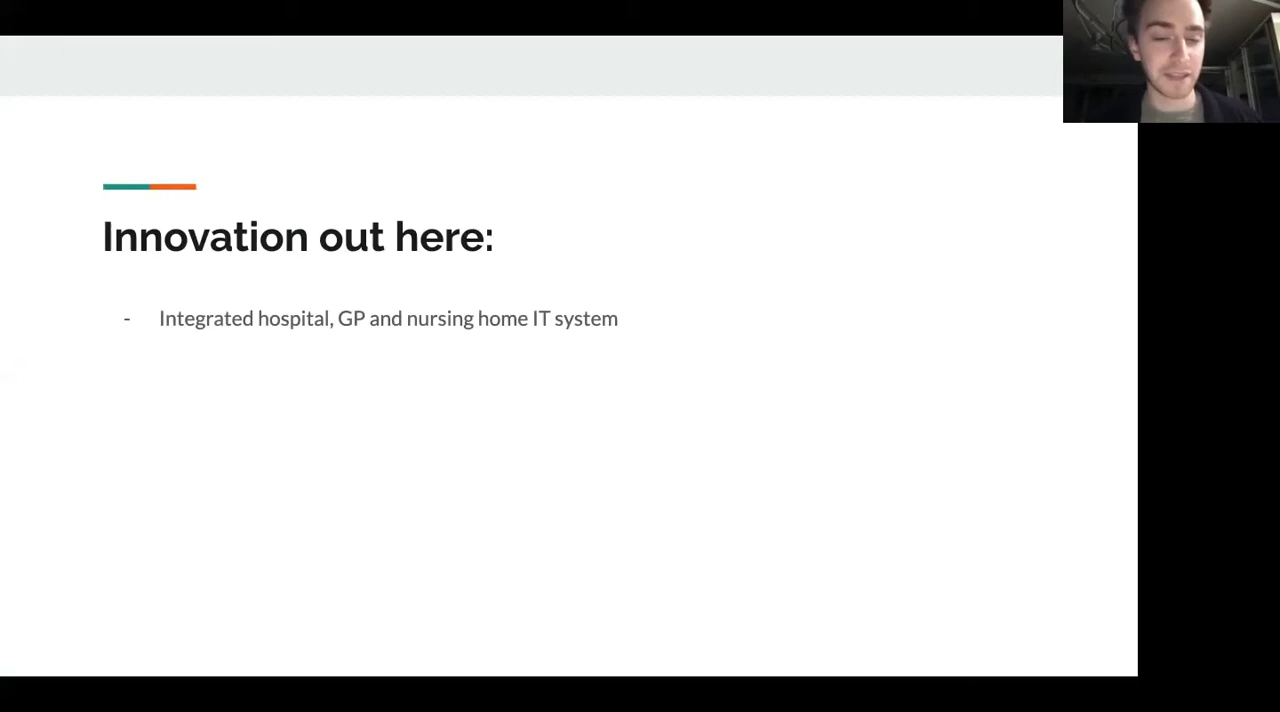 Innovation out here:
- Integrated hospital, GP and nursing home IT system